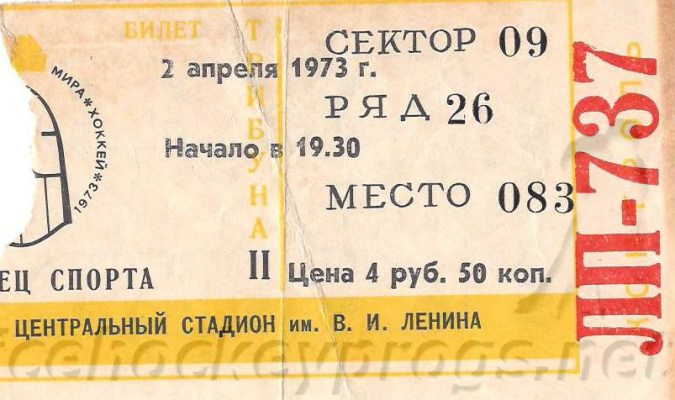 БИЛЕТ
ТРИБУНА
II
СЕКТОР 09
2 апреля 1973 г.
РЯД 26
Начало в 19.30
МЕСТО 083
МИРА*ХОККЕЙ*1973*
ЕЦ СПОРТА
Цена 4 руб. 50 коп.
ЦЕНТРАЛЬНЫЙ СТАДИОН им. В. И. ЛЕНИНА
ЛП-737
icehockeyprogs.net